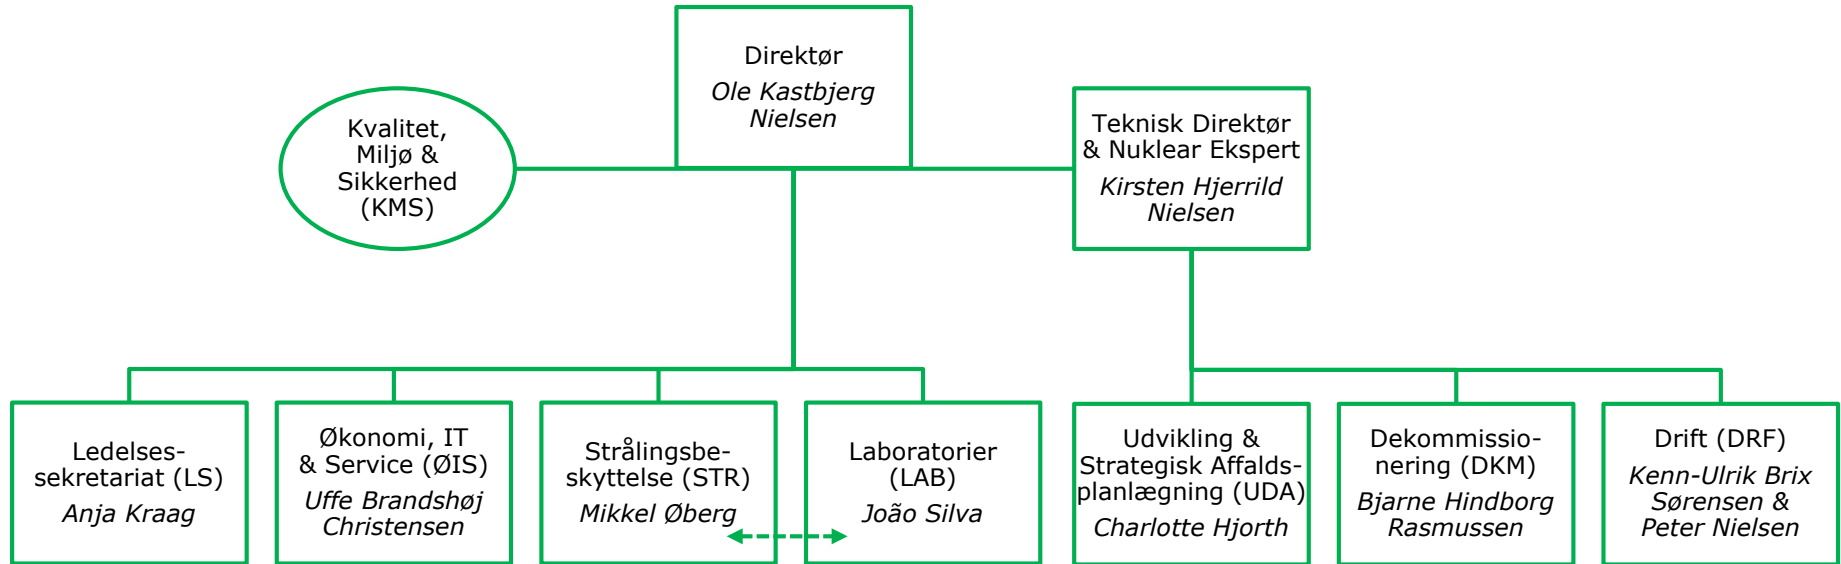 Direktør
Ole Kastbjerg
Nielsen
Kvalitet,
Miljø &
Sikkerhed
(KMS)
Teknisk Direktør
& Nuklear Ekspert
Kirsten Hjerrild
Nielsen
Ledelses-
sekretariat (LS)
Anja Kraag
Økonomi, IT
& Service (ØIS)
Uffe Brandshøj
Christensen
Strålingsbe-
skyttelse (STR)
Mikkel Øberg
Laboratorier
(LAB)
João Silva
Udvikling &
Strategisk Affalds-
planlægning (UDA)
Charlotte Hjorth
Dekommissio-
nering (DKM)
Bjarne Hindborg
Rasmussen
Drift (DRF)
Kenn-Ulrik Brix
Sørensen &
Peter Nielsen